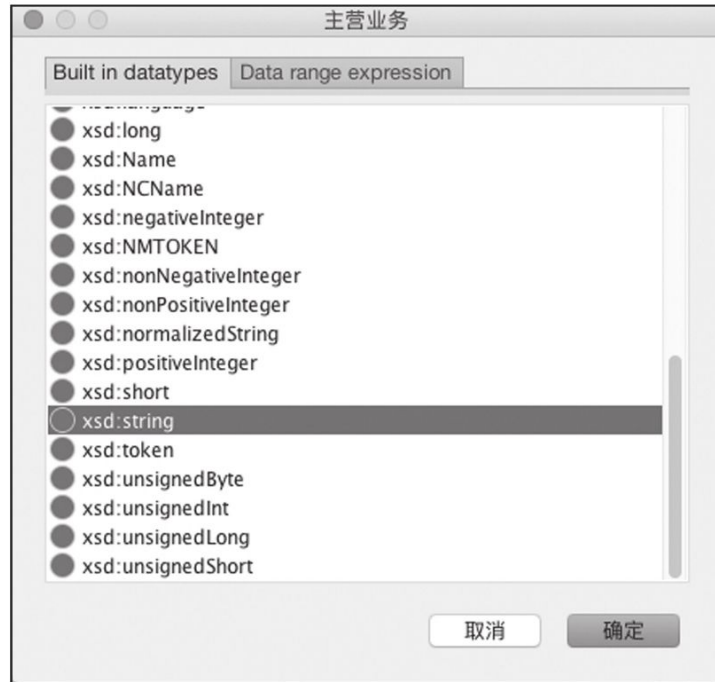 主营业务
Built in datatypes
Data range expression
xsd:language
xsd:long
xsd:Name
xsd:NCName
xsd:negativeInteger
xsd:NMTOKEN
xsd:nonNegativeInteger
xsd:nonPositiveInteger
xsd:normalizedString
xsd:positiveInteger
xsd:short
xsd:string
xsd:token
xsd:unsignedByte
xsd:unsignedInt
xsd:unsignedLong
xsd:unsignedShort
取消
确定